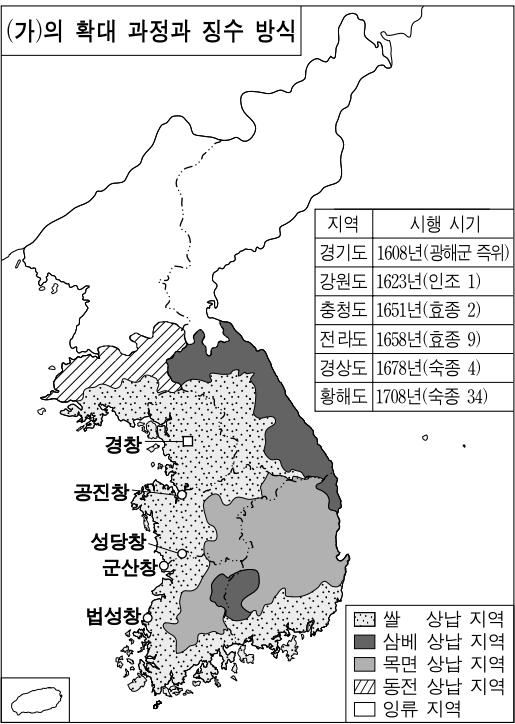 (가)의 확대 과정과 징수 방식
지역 시행 시기
경기도 1608년(광해군 즉위)
강원도 1623년(인조 1)
충청도 1651년(효종 2)
전라도 1658년(효종 9)
경상도 1678년(숙종 4)
황해도 1708년(숙종 34)
경창
공진창
성당창
군산창
법성창
쌀 상납 지역
삼베 상납 지역
목면 상납 지역
동전 상납 지역
잉류 지역